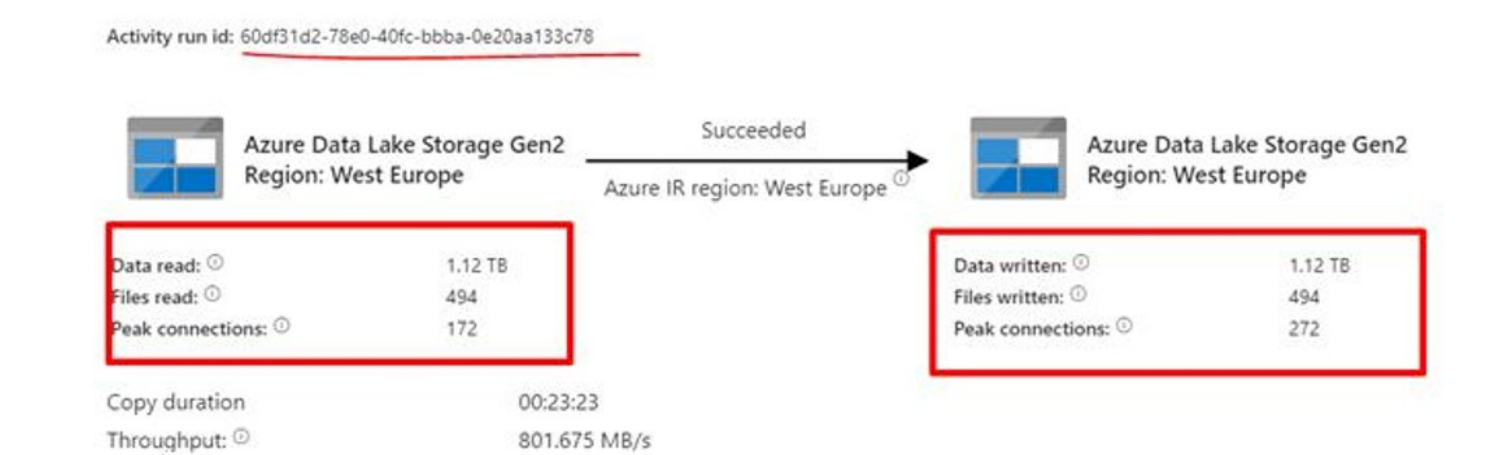 Activity run id: 60df31d2-78e0-40fc-bbba-0e20aa133c78
Azure Data Lake Storage Gen2
Region: West Europe
Succeeded
Azure IR region: West Europe
Azure Data Lake Storage Gen2
Region: West Europe
Data read: 1.12 TB
Files read: 494
Peak connections: 172
Data written: 1.12 TB
Files written: 494
Peak connections: 272
Copy duration 00:23:23
Throughput: 801.675 MB/s